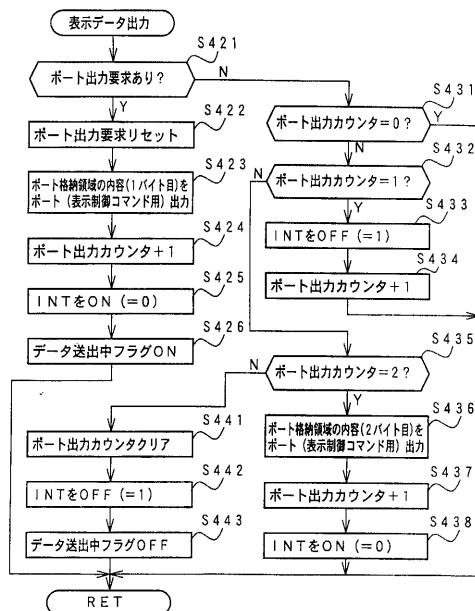 表示データ出力
S421
ポート出力要求あり?
N
Y
S422
ポート出力要求リセット
S423
ポート格納領域の内容(1バイト目)を
ポート(表示制御コマンド用)出力
S424
ポート出力カウンタ+1
S425
INTをON(=0)
S426
データ送出中フラグON
S431
ポート出力カウンタ=0?
Y
N
S432
ポート出力カウンタ=1?
N
Y
S433
INTをOFF(=1)
S434
ポート出力カウンタ+1
S435
ポート出力カウンタ=2?
N
Y
S436
ポート格納領域の内容(2バイト目)を
ポート(表示制御コマンド用)出力
S437
ポート出力カウンタ+1
S438
INTをON(=0)
S441
ポート出力カウンタクリア
S442
INTをOFF(=1)
S443
データ送出中フラグOFF
RET